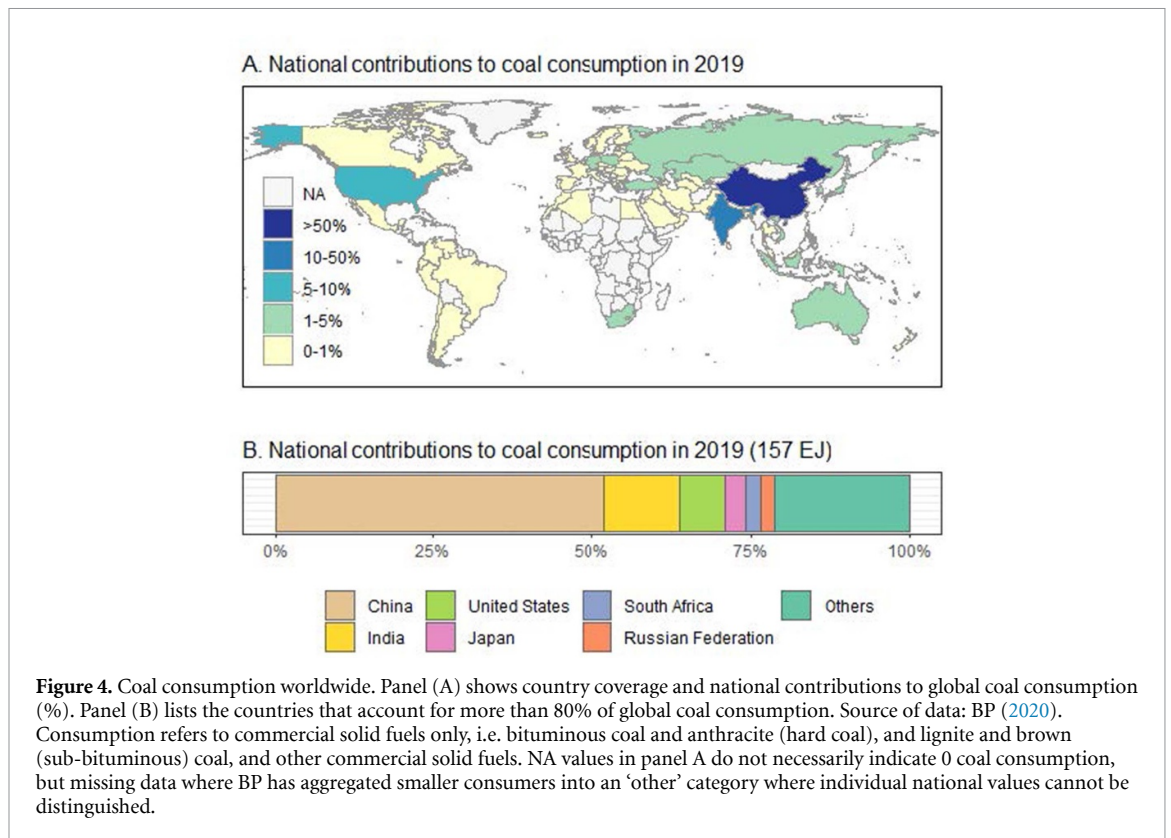 A. National contributions to coal consumption in 2019
NA
>50%
10-50%
5-10%
1-5%
0-1%
B. National contributions to coal consumption in 2019 (157 EJ)
0% 25% 50% 75% 100%
China United States South Africa Others
India Japan Russian Federation
Figure 4. Coal consumption worldwide. Panel (A) shows country coverage and national contributions to global coal consumption
(%). Panel (B) lists the countries that account for more than 80% of global coal consumption. Source of data: BP (2020).
Consumption refers to commercial solid fuels only, i.e. bituminous coal and anthracite (hard coal), and lignite and brown
(sub-bituminous) coal, and other commercial solid fuels. NA values in panel A do not necessarily indicate 0 coal consumption,
but missing data where BP has aggregated smaller consumers into an ‘other’ category where individual national values cannot be
distinguished.